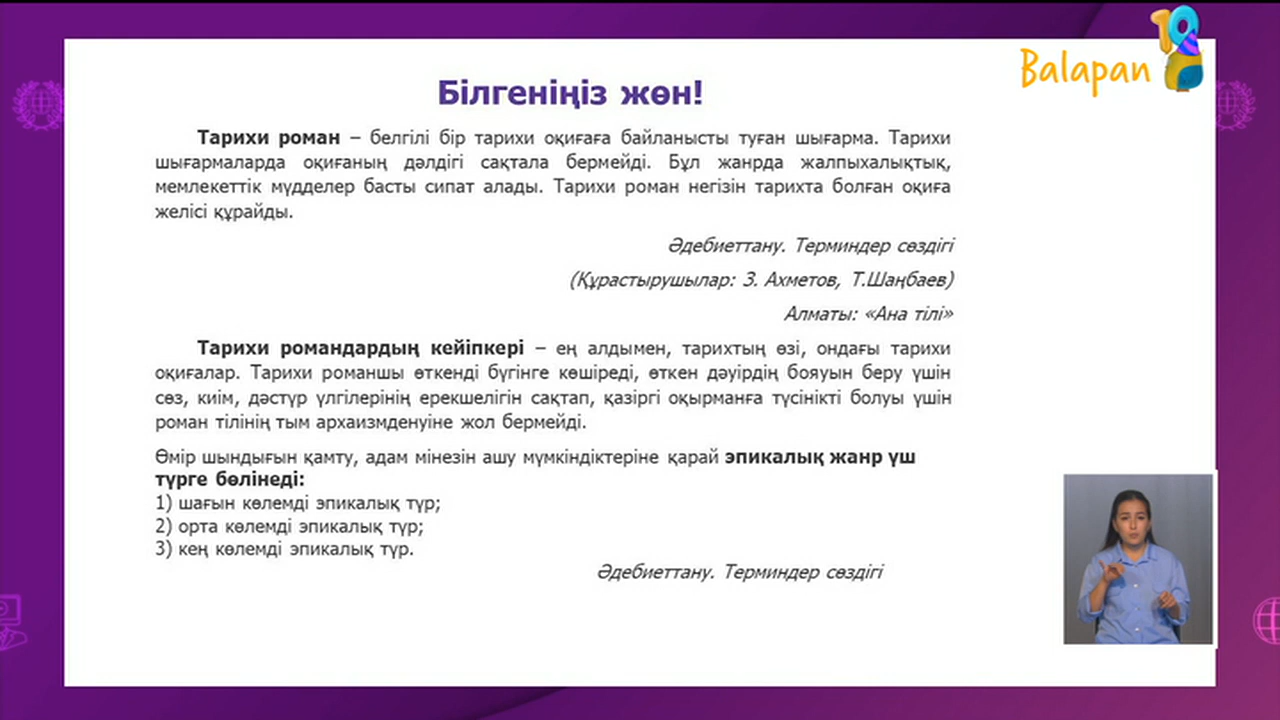 10
Balapan
Білгеніңіз жөн!
Тарихи роман – белгілі бір тарихи оқиғаға байланысты туған шығарма. Тарихи
шығармаларда оқиғаның дәлдігі сақтала бермейді. Бұл жанрда жалпыхалықтық,
мемлекеттік мүдделер басты сипат алады. Тарихи роман негізін тарихта болған оқиға
желісі құрайды.
Әдебиеттану. Терминдер сөздігі
(Құрастырушылар: З. Ахметов, Т.Шаңбаев)
Алматы: «Ана тілі»
Тарихи романдардың кейіпкері – ең алдымен, тарихтың өзі, ондағы тарихи
оқиғалар. Тарихи романшы өткенді бүгінге көшіреді, өткен дәуірдің бояуын беру үшін
сөз, киім, дәстүр үлгілерінің ерекшелігін сақтап, қазіргі оқырманға түсінікті болуы үшін
роман тілінің тым архаизмденуіне жол бермейді.
Өмір шындығын қамту, адам мінезін ашу мүмкіндіктеріне қарай эпикалық жанр үш
түрге бөлінеді:
1) шағын көлемді эпикалық түр;
2) орта көлемді эпикалық түр;
3) кең көлемді эпикалық түр.
Әдебиеттану. Терминдер сөздігі